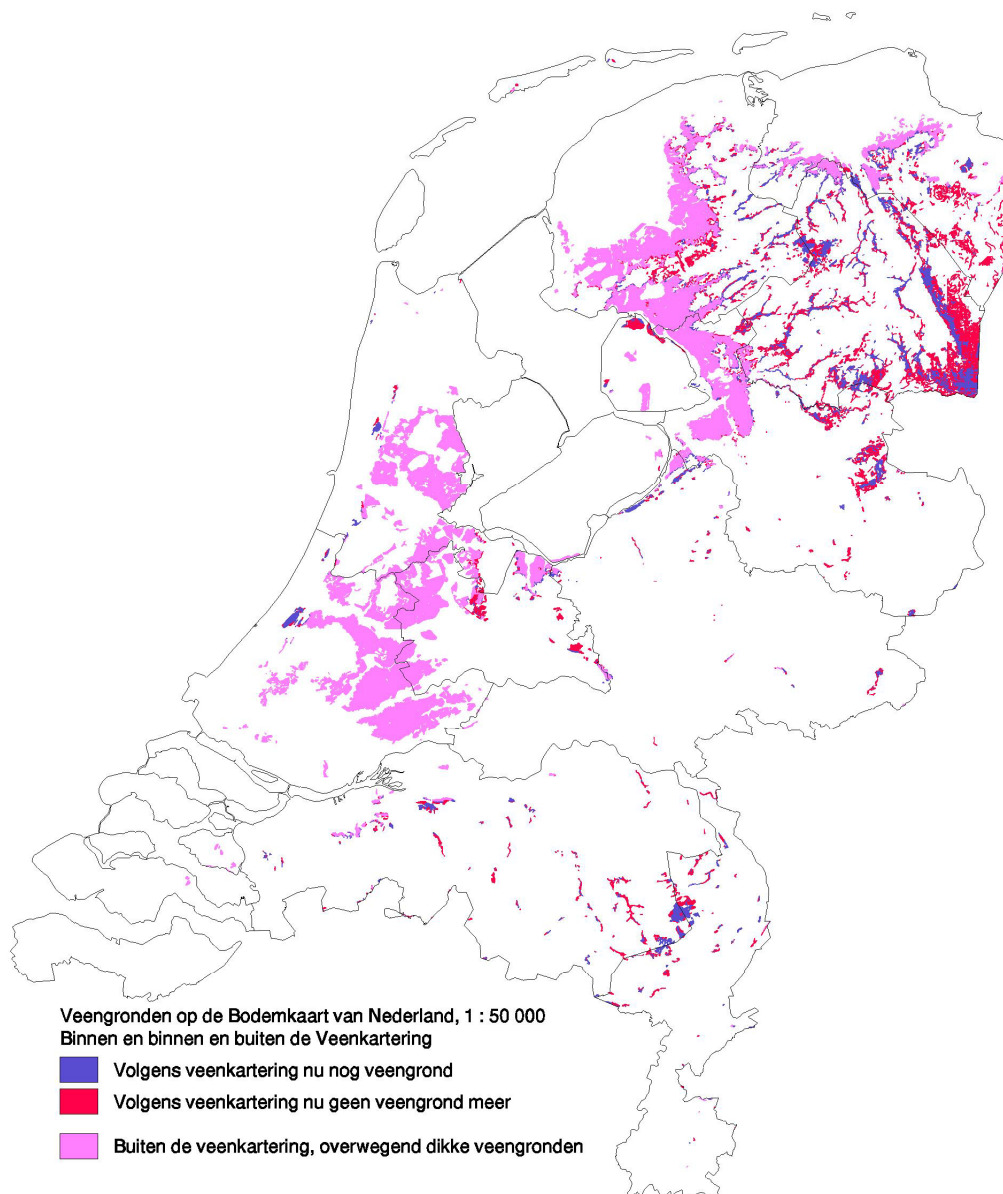 Veengronden op de Bodemkaart van Nederland, 1 : 50 000
Binnen en binnen en buiten de Veenkartering
Volgens veenkartering nu nog veengrond
Volgens veenkartering nu geen veengrond meer
Buiten de veenkartering, overwegend dikke veengronden